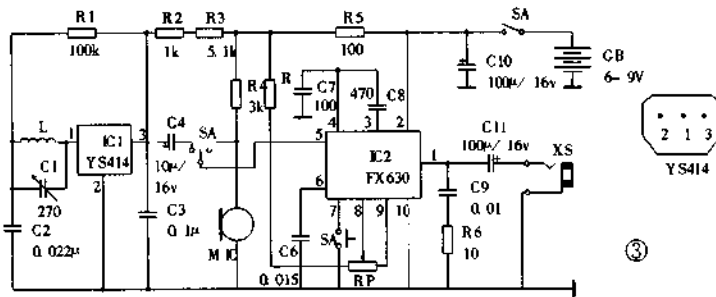 R1
100k
R2
1k
R3
5.1k
R5
100
SA
GB
6-9V
C10
100μ/16v
R4
3k
R
C7
100
470
C8
4
3
2
L
1
IC1
YS414
3
2
C4
10μ/
16v
SA
5
IC2
FX630
1
C11
100μ/16v
XS
2 1 3
YS414
C1
270
C2
0.022μ
C3
0.1μ
MIC
6
7
8
9
10
C9
0.01
R6
10
C6
0.015
SA
RP
③